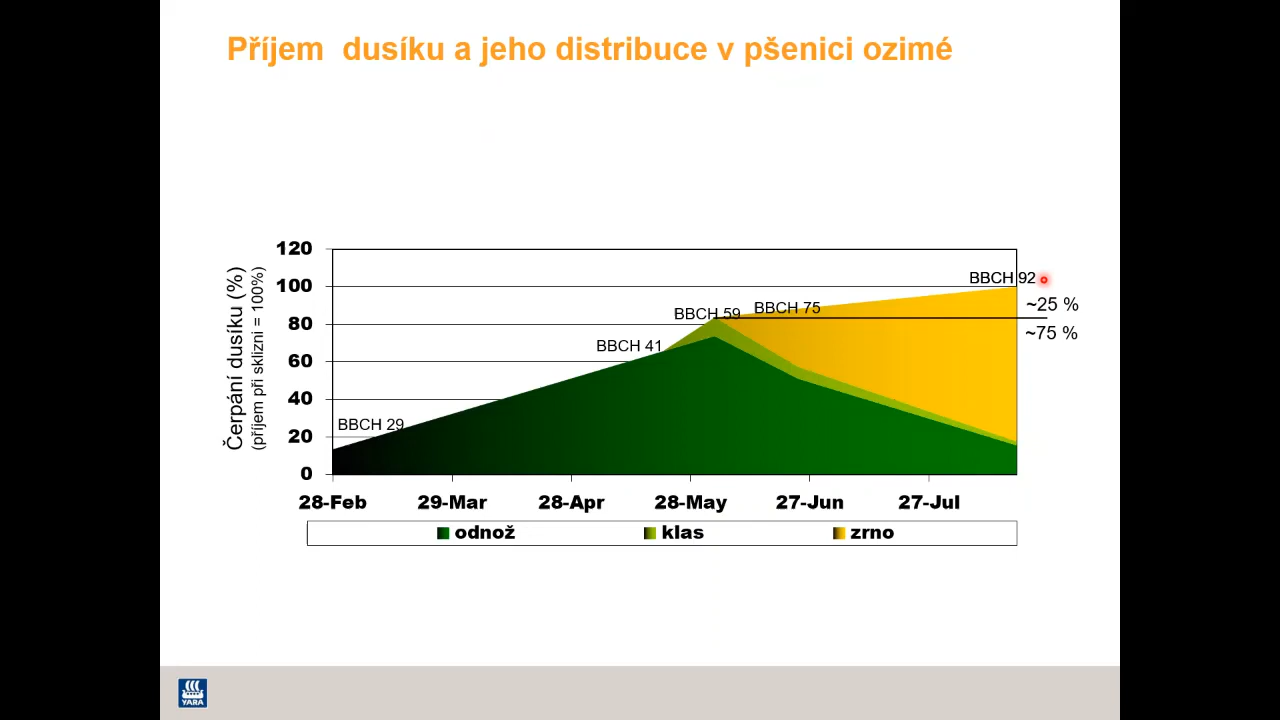 Příjem  dusíku a jeho distribuce v pšenici ozimé
Čerpání dusíku (%)
(příjem při sklizni = 100%)
120
100
80
60
40
20
0
BBCH 29
BBCH 41
BBCH 59
BBCH 75
BBCH 92
~25 %
~75 %
28-Feb 29-Mar 28-Apr 28-May 27-Jun 27-Jul
odnož klas zrno
YARA